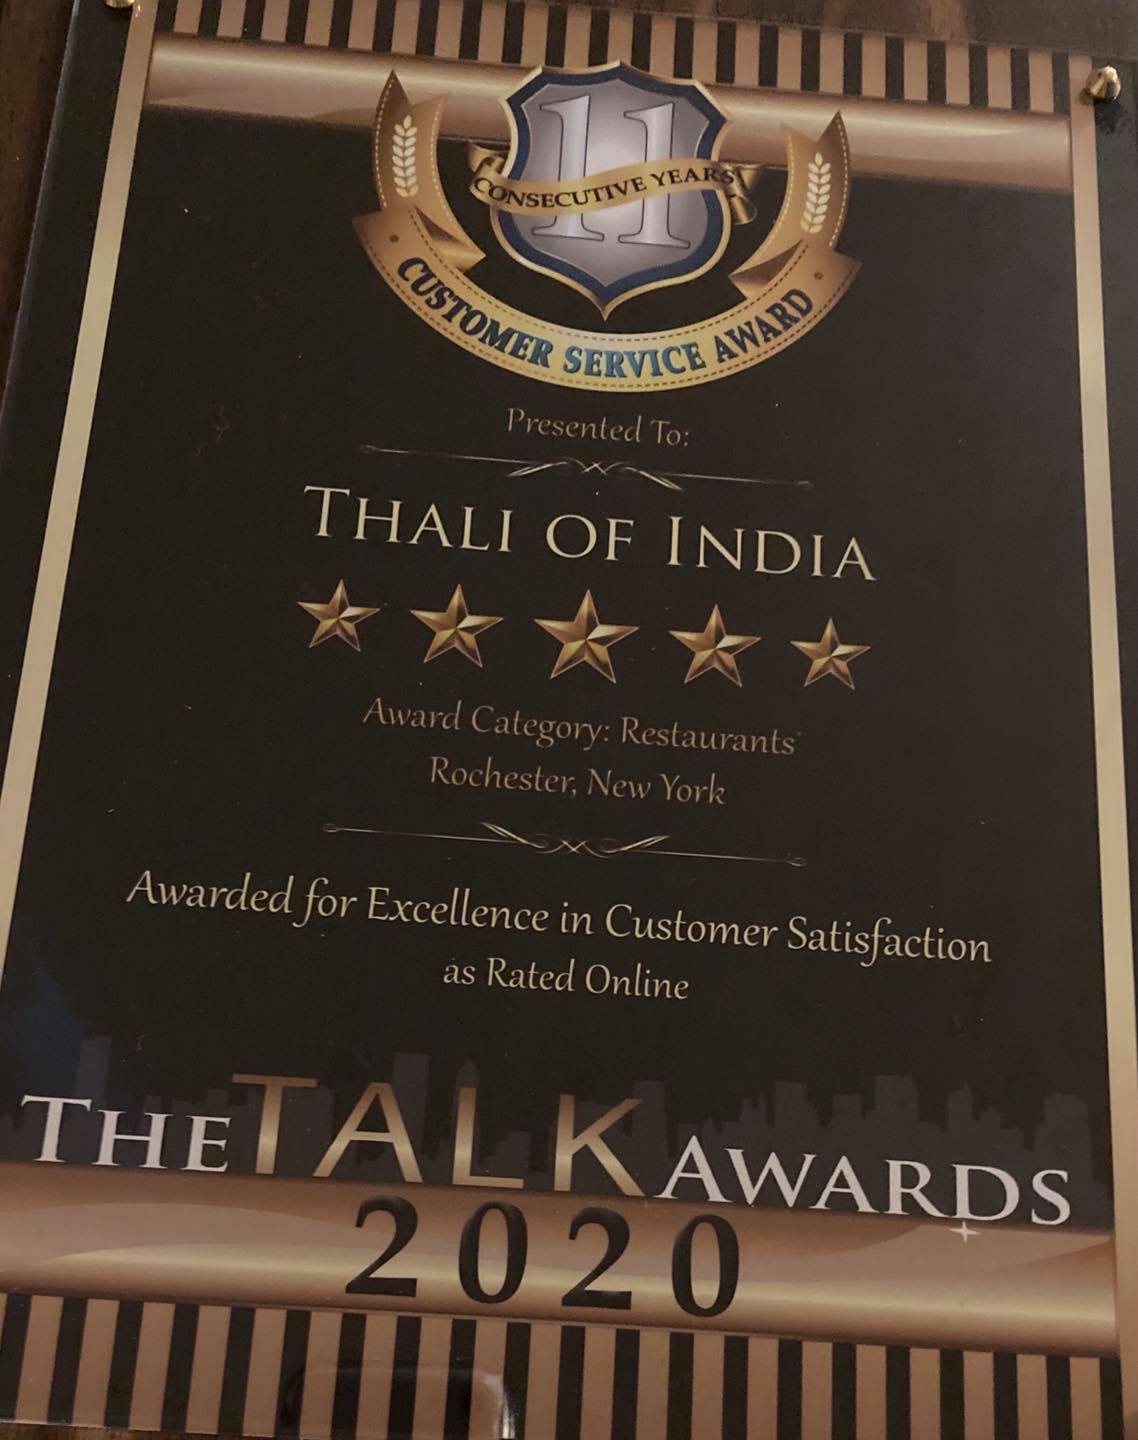 11
CONSECUTIVE YEARS
CUSTOMER SERVICE AWARD
Presented To:
THALI OF INDIA
Award Category: Restaurants
Rochester, New York
Awarded for Excellence in Customer Satisfaction
as Rated Online
THE TALK AWARDS
2020